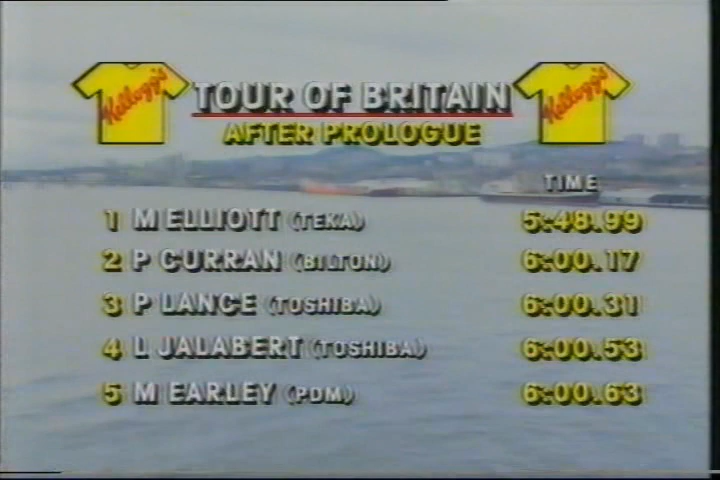 Kellogg's Kellogg's
TOUR OF BRITAIN
AFTER PROLOGUE
TIME
1 M ELLIOTT (TEKA) 5:48.99
2 P CURRAN (BILTON) 6:00.17
3 P LANCE (TOSHIBA) 6:00.31
4 L JALABERT (TOSHIBA) 6:00.53
5 M EARLEY (PDM) 6:00.63